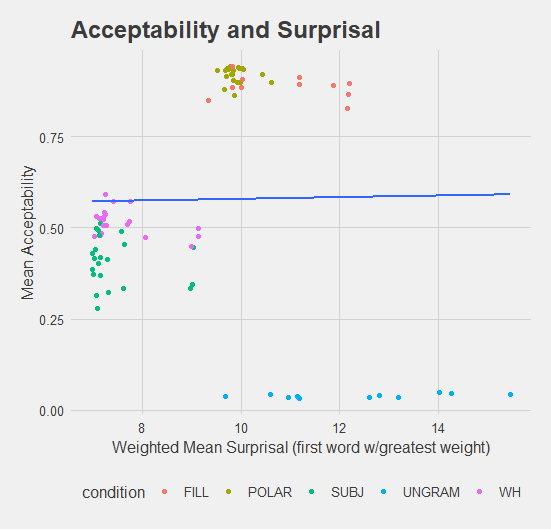 Acceptability and Surprisal
Mean Acceptability
0.75
0.50
0.25
0.00
8 10 12 14
Weighted Mean Surprisal (first word w/greatest weight)
condition FILL POLAR SUBJ UNGRAM WH